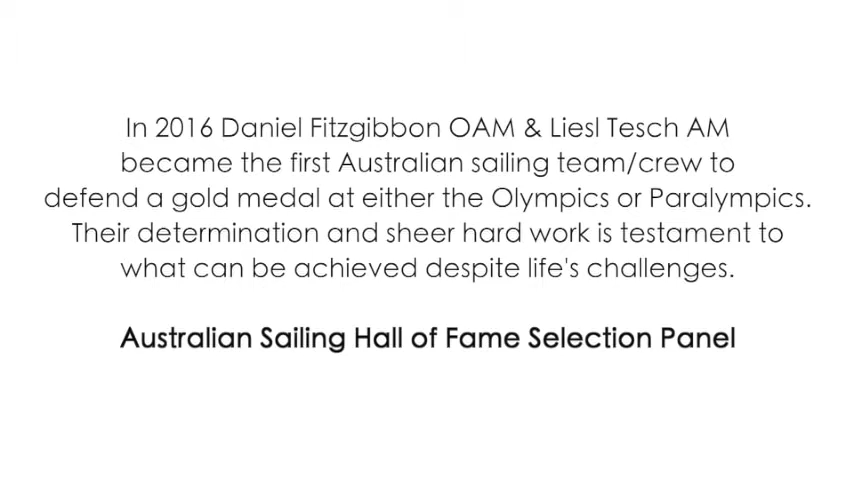 In 2016 Daniel Fitzgibbon OAM & Liesl Tesch AM
became the first Australian sailing team/crew to
defend a gold medal at either the Olympics or Paralympics.
Their determination and sheer hard work is testament to
what can be achieved despite life's challenges.
Australian Sailing Hall of Fame Selection Panel